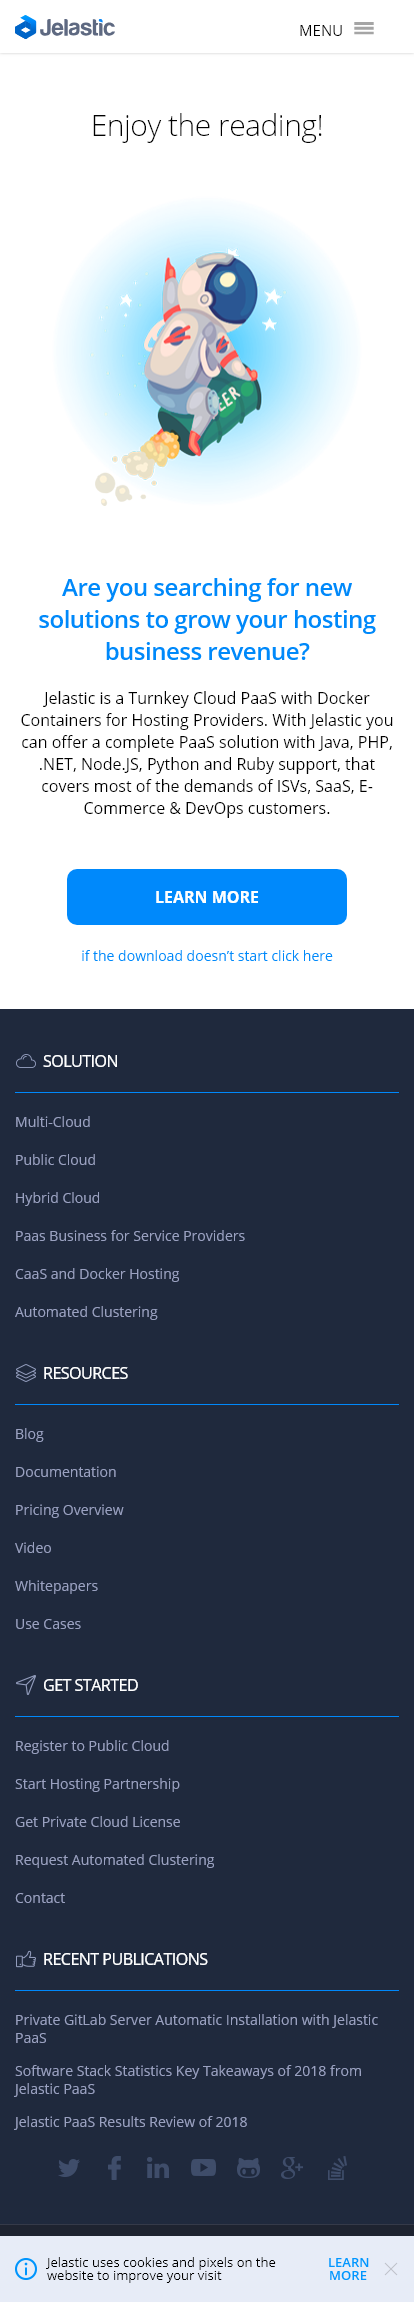 Jelastic
MENU
Enjoy the reading!
Are you searching for new
solutions to grow your hosting
business revenue?
Jelastic is a Turnkey Cloud PaaS with Docker
Containers for Hosting Providers. With Jelastic you
can offer a complete PaaS solution with Java, PHP,
.NET, Node.JS, Python and Ruby support, that
covers most of the demands of ISVs, SaaS, E-
Commerce & DevOps customers.
LEARN MORE
if the download doesn’t start click here
SOLUTION
Multi-Cloud
Public Cloud
Hybrid Cloud
Paas Business for Service Providers
CaaS and Docker Hosting
Automated Clustering
RESOURCES
Blog
Documentation
Pricing Overview
Video
Whitepapers
Use Cases
GET STARTED
Register to Public Cloud
Start Hosting Partnership
Get Private Cloud License
Request Automated Clustering
Contact
RECENT PUBLICATIONS
Private GitLab Server Automatic Installation with Jelastic
PaaS
Software Stack Statistics Key Takeaways of 2018 from
Jelastic PaaS
Jelastic PaaS Results Review of 2018
Jelastic uses cookies and pixels on the
website to improve your visit
LEARN
MORE